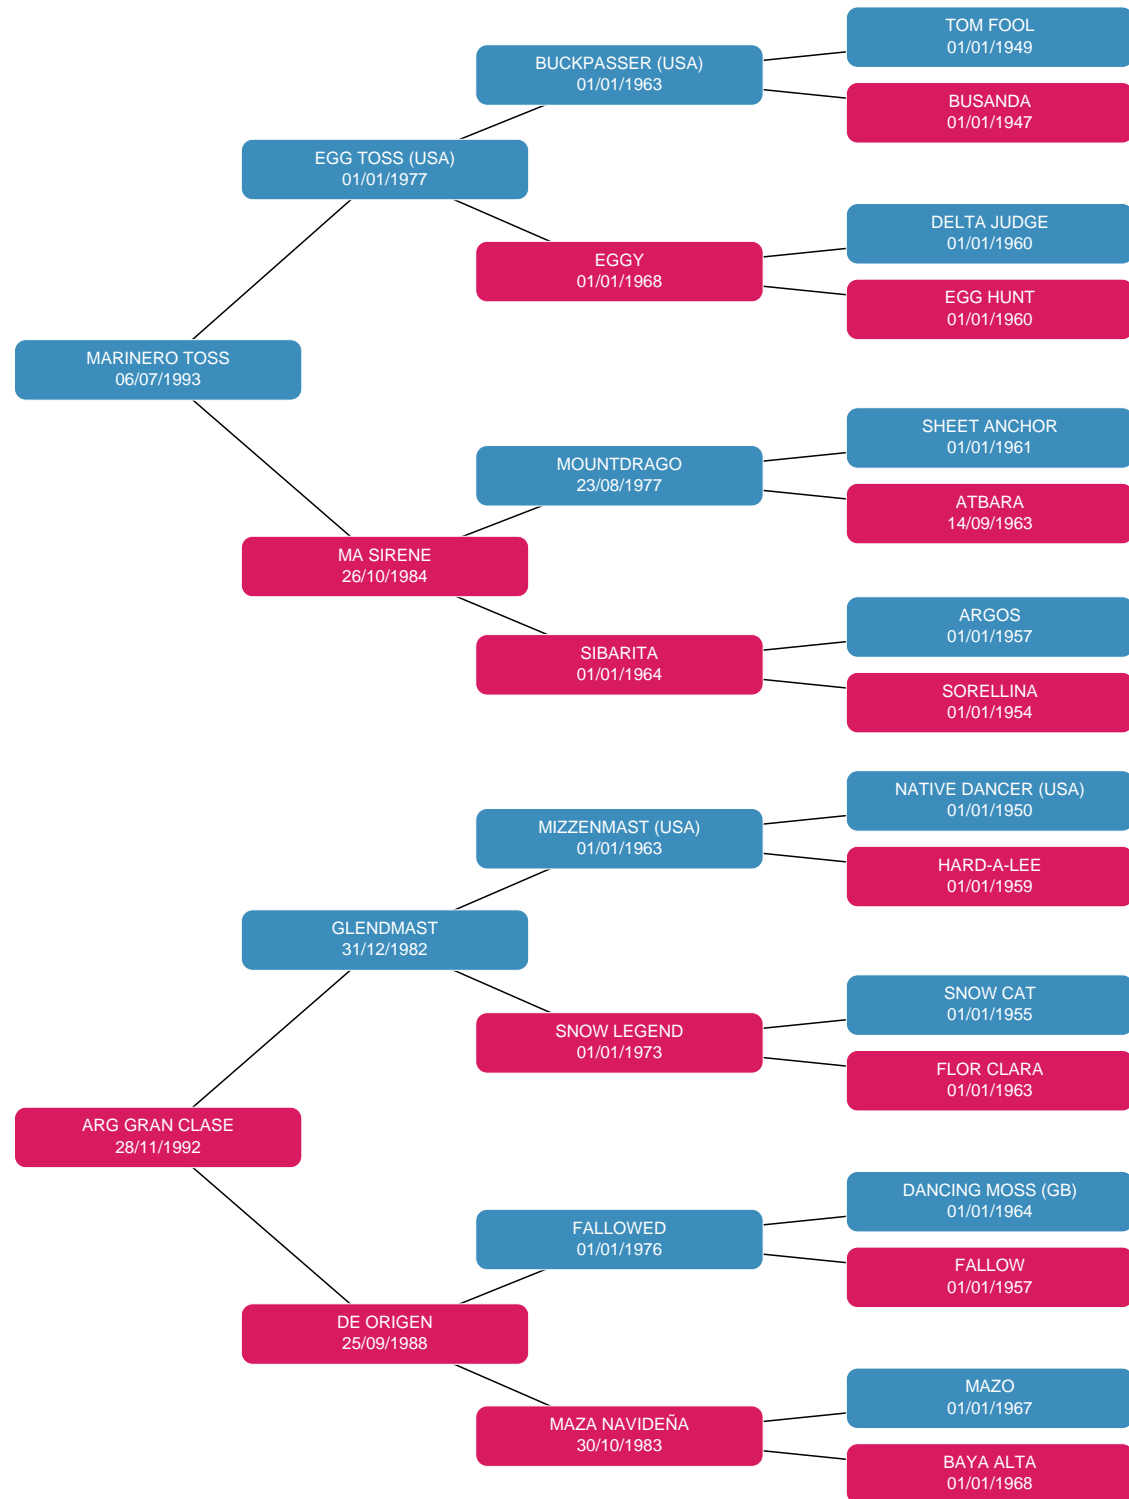 TOM FOOL
01/01/1949
BUCKPASSER (USA)
01/01/1963
BUSANDA
01/01/1947
EGG TOSS (USA)
01/01/1977
DELTA JUDGE
01/01/1960
EGGY
01/01/1968
EGG HUNT
01/01/1960
MARINERO TOSS
06/07/1993
SHEET ANCHOR
01/01/1961
MOUNTDRAGO
23/08/1977
ATBARA
14/09/1963
MA SIRENE
26/10/1984
ARGOS
01/01/1957
SIBARITA
01/01/1964
SORELLINA
01/01/1954
NATIVE DANCER (USA)
01/01/1950
MIZZENMAST (USA)
01/01/1963
HARD-A-LEE
01/01/1959
GLENDMAST
31/12/1982
SNOW CAT
01/01/1955
SNOW LEGEND
01/01/1973
FLOR CLARA
01/01/1963
ARG GRAN CLASE
28/11/1992
DANCING MOSS (GB)
01/01/1964
FALLOWED
01/01/1976
FALLOW
01/01/1957
DE ORIGEN
25/09/1988
MAZO
01/01/1967
MAZA NAVIDEÑA
30/10/1983
BAYA ALTA
01/01/1968